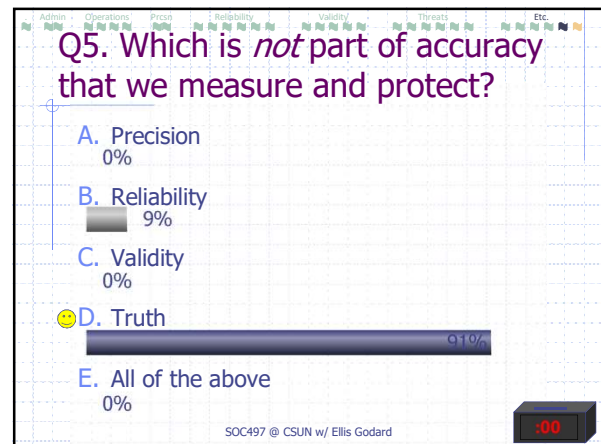 Admin Operations Prcsn Reliability Validity Threats Etc.
Q5. Which is not part of accuracy
that we measure and protect?
A. Precision
0%
B. Reliability
9%
C. Validity
0%
D. Truth
91%
E. All of the above
0%
SOC497 @ CSUN w/ Ellis Godard
:00